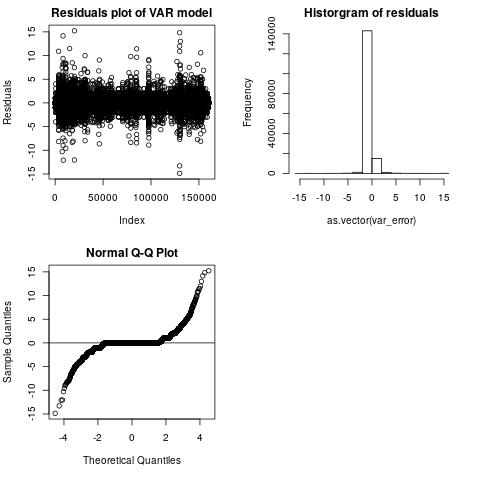 Residuals plot of VAR model
Residuals
15
10
5
0
-5
-10
-15
0 50000 100000 150000
Index
Historgram of residuals
Frequency
140000
80000
40000
0
-15 -10 -5 0 5 10 15
as.vector(var_error)
Normal Q-Q Plot
Sample Quantiles
15
10
5
0
-5
-10
-15
-4 -2 0 2 4
Theoretical Quantiles